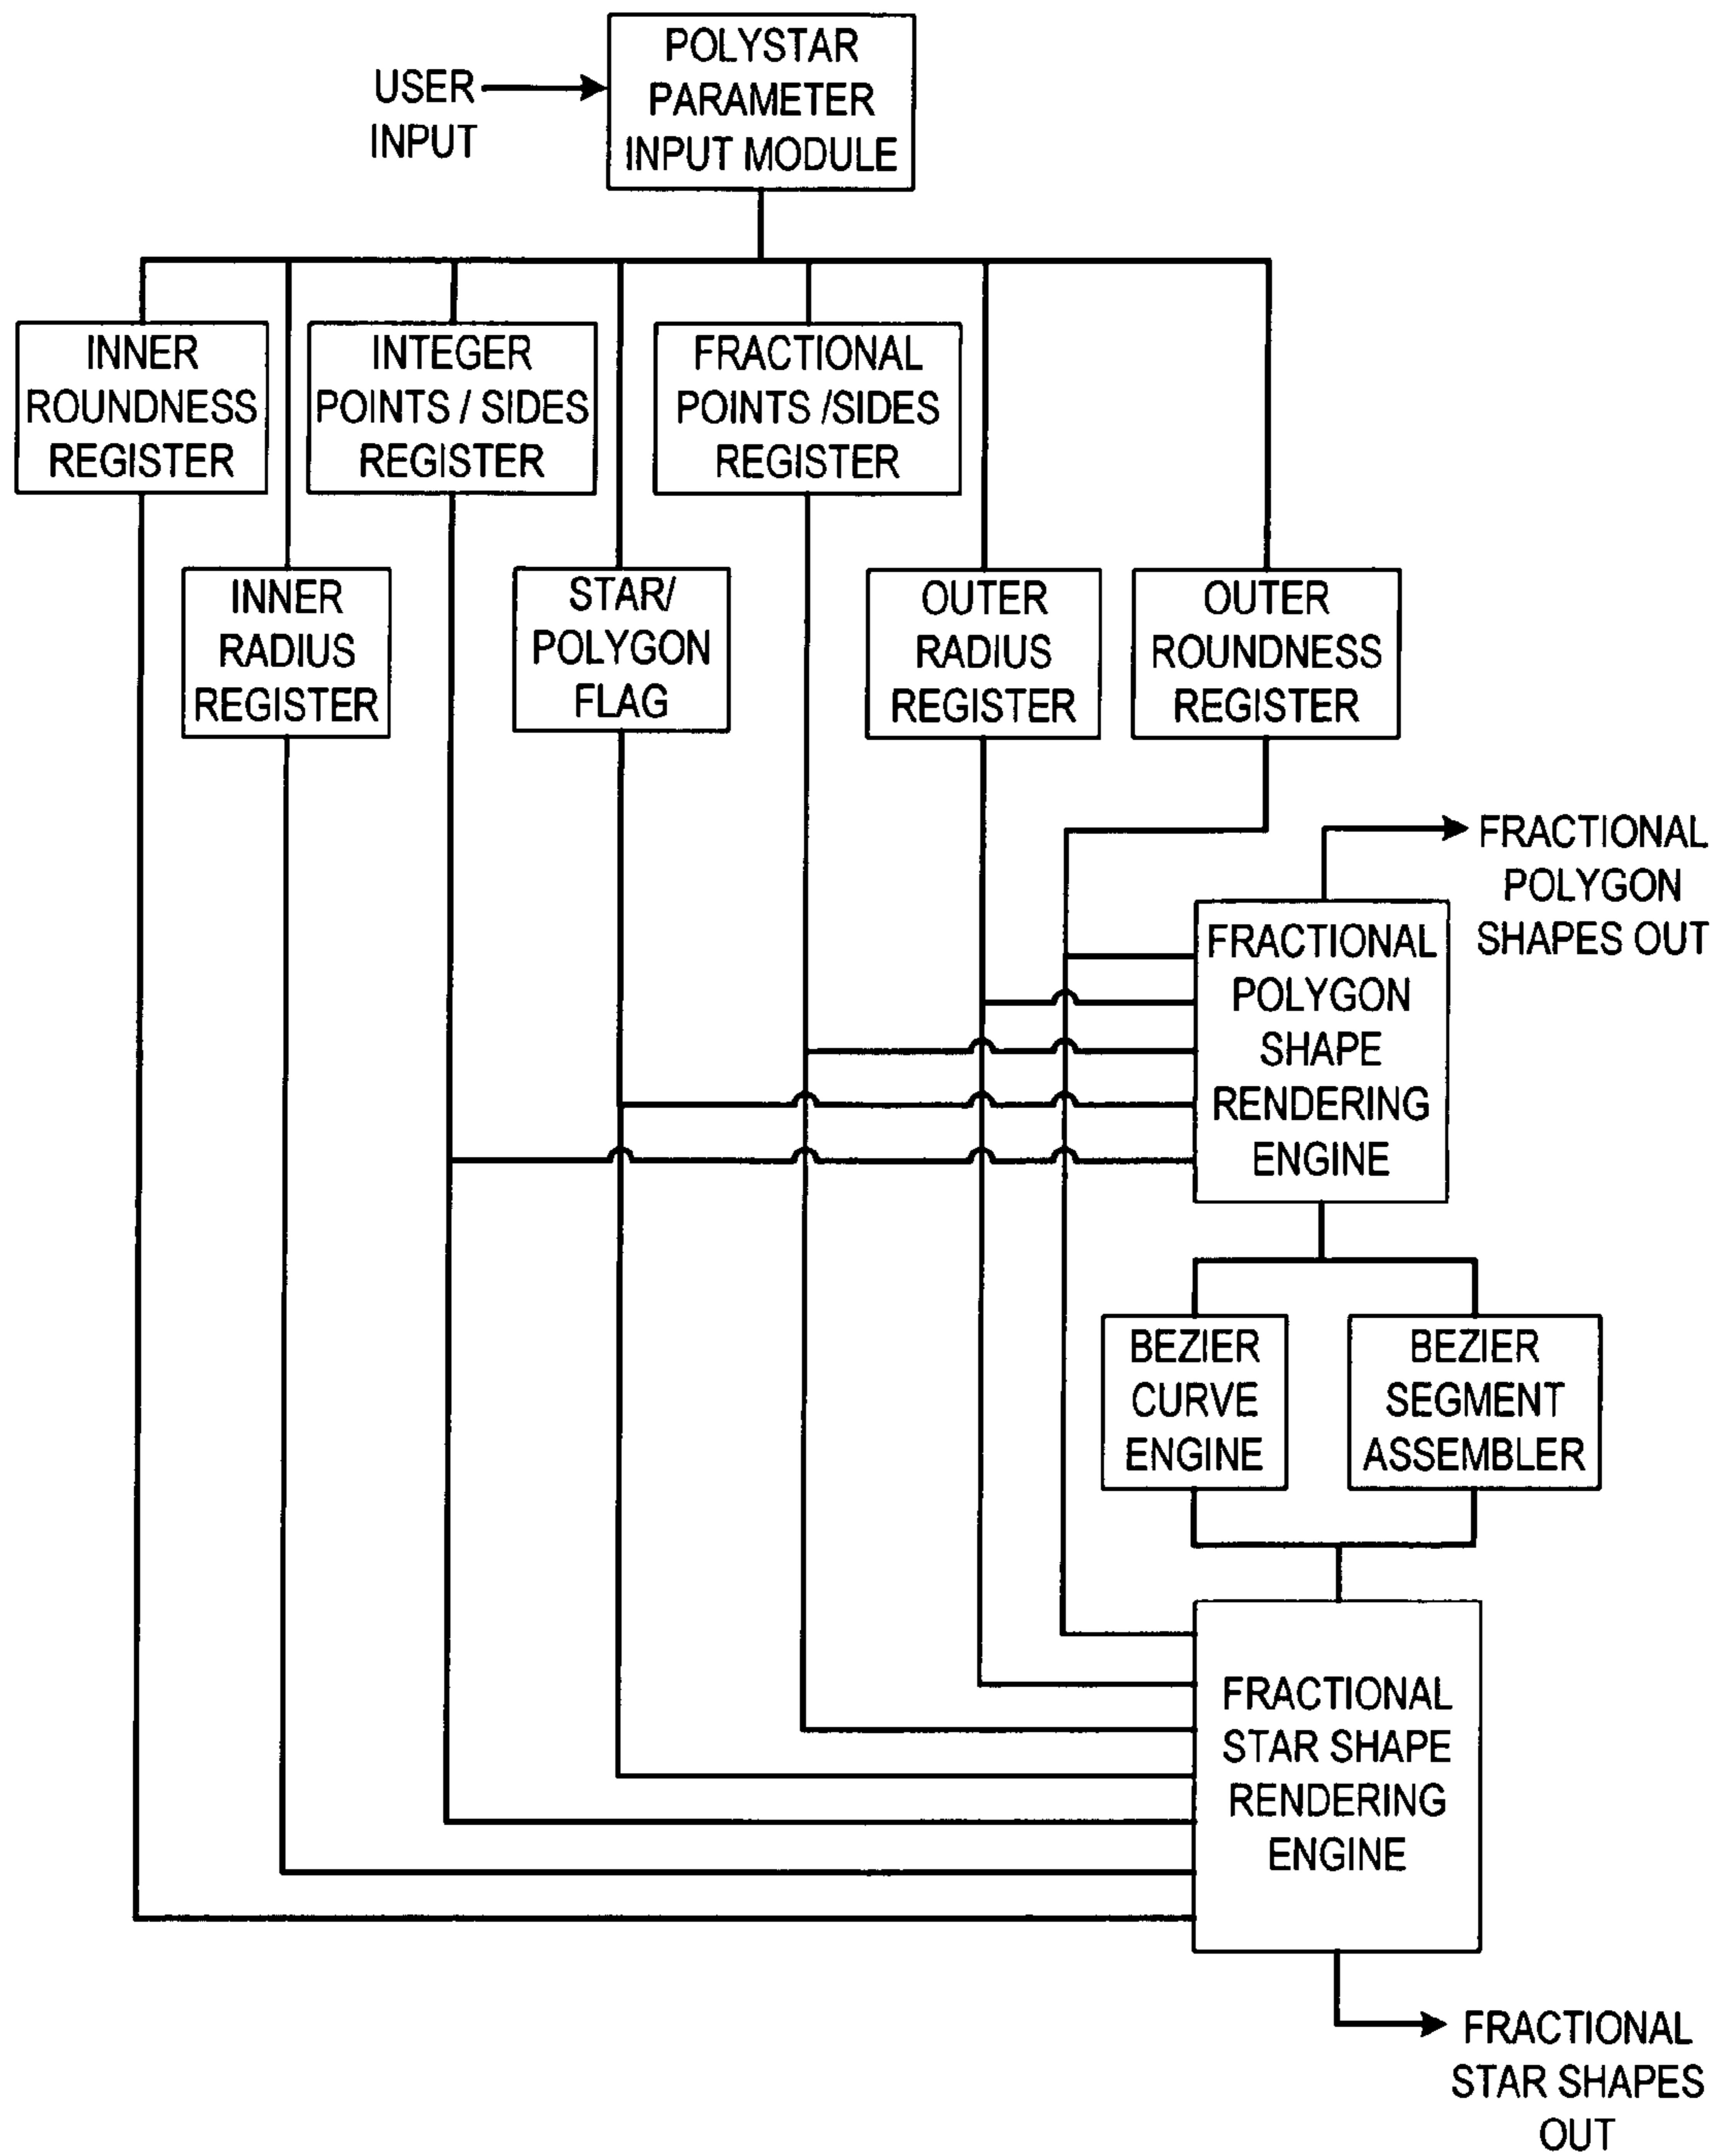 POLYSTAR
PARAMETER
INPUT MODULE
USER
INPUT
INNER
ROUNDNESS
REGISTER
INTEGER
POINTS / SIDES
REGISTER
FRACTIONAL
POINTS /SIDES
REGISTER
INNER
RADIUS
REGISTER
STAR/
POLYGON
FLAG
OUTER
RADIUS
REGISTER
OUTER
ROUNDNESS
REGISTER
FRACTIONAL
POLYGON
SHAPES OUT
FRACTIONAL
POLYGON
SHAPE
RENDERING
ENGINE
BEZIER
CURVE
ENGINE
BEZIER
SEGMENT
ASSEMBLER
FRACTIONAL
STAR SHAPE
RENDERING
ENGINE
FRACTIONAL
STAR SHAPES
OUT